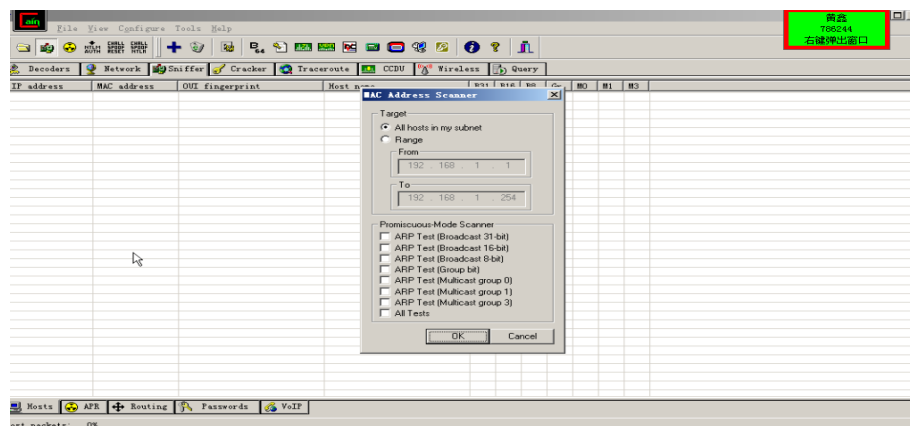 ain
File View Configure Tools Help
黄鑫
786244
右键弹出窗口
Decoders Network Sniffer Cracker Traceroute CCDU Wireless Query
IP address MAC address OUI fingerprint Host name B31 B16 B8 Gr M0 M1 M3
MAC Address Scanner
Target
All hosts in my subnet
Range
From
192 . 168 . 1 . 1
To
192 . 168 . 1 . 254
Promiscuous-Mode Scanner
ARP Test (Broadcast 31-bit)
ARP Test (Broadcast 16-bit)
ARP Test (Broadcast 8-bit)
ARP Test (Group bit)
ARP Test (Multicast group 0)
ARP Test (Multicast group 1)
ARP Test (Multicast group 3)
All Tests
OK Cancel
Hosts APR Routing Passwords VoIP
0%